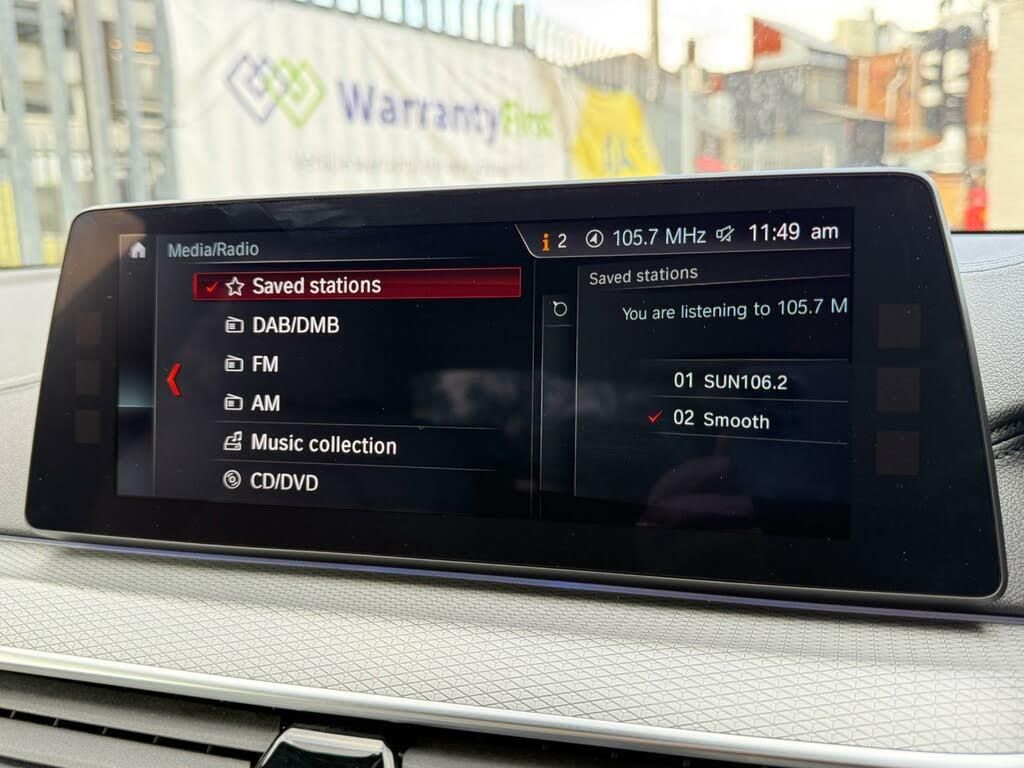 WarrantyFirst
Media/Radio
i 2 105.7 MHz 11:49 am
Saved stations
DAB/DMB
FM
AM
Music collection
CD/DVD
Saved stations
You are listening to 105.7 M
01 SUN106.2
02 Smooth